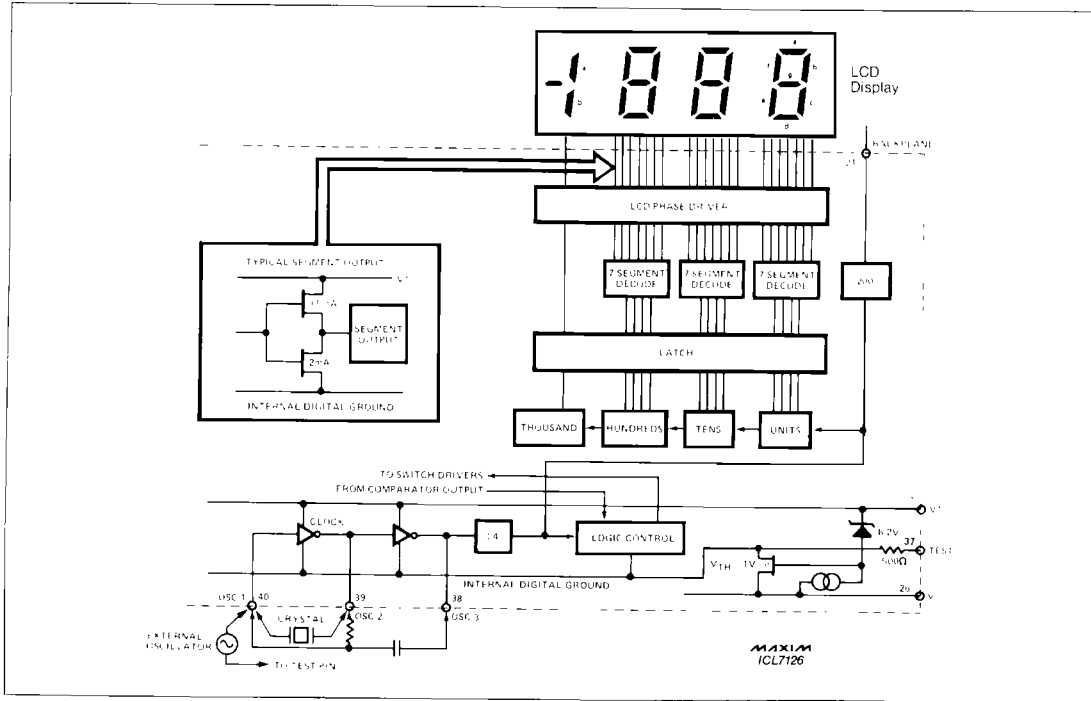 a
b
a
f
b
g
e
c
d
LCD
Display
BACKPLANE
21
LCD PHASE DRIVER
TYPICAL SEGMENT OUTPUT
V+
SEGMENT
OUTPUT
2mA
INTERNAL DIGITAL GROUND
7 SEGMENT
DECODE
7 SEGMENT
DECODE
7 SEGMENT
DECODE
200
LATCH
THOUSAND
HUNDREDS
TENS
UNITS
TO SWITCH DRIVERS
FROM COMPARATOR OUTPUT
CLOCK
LOGIC CONTROL
V+
6.2V
37
TEST
500Ω
VTH
1V
INTERNAL DIGITAL GROUND
26
OSC 1
40
39
OSC 2
38
OSC 3
CRYSTAL
EXTERNAL
OSCILLATOR
TO TEST PIN
MAXIM
ICL7126